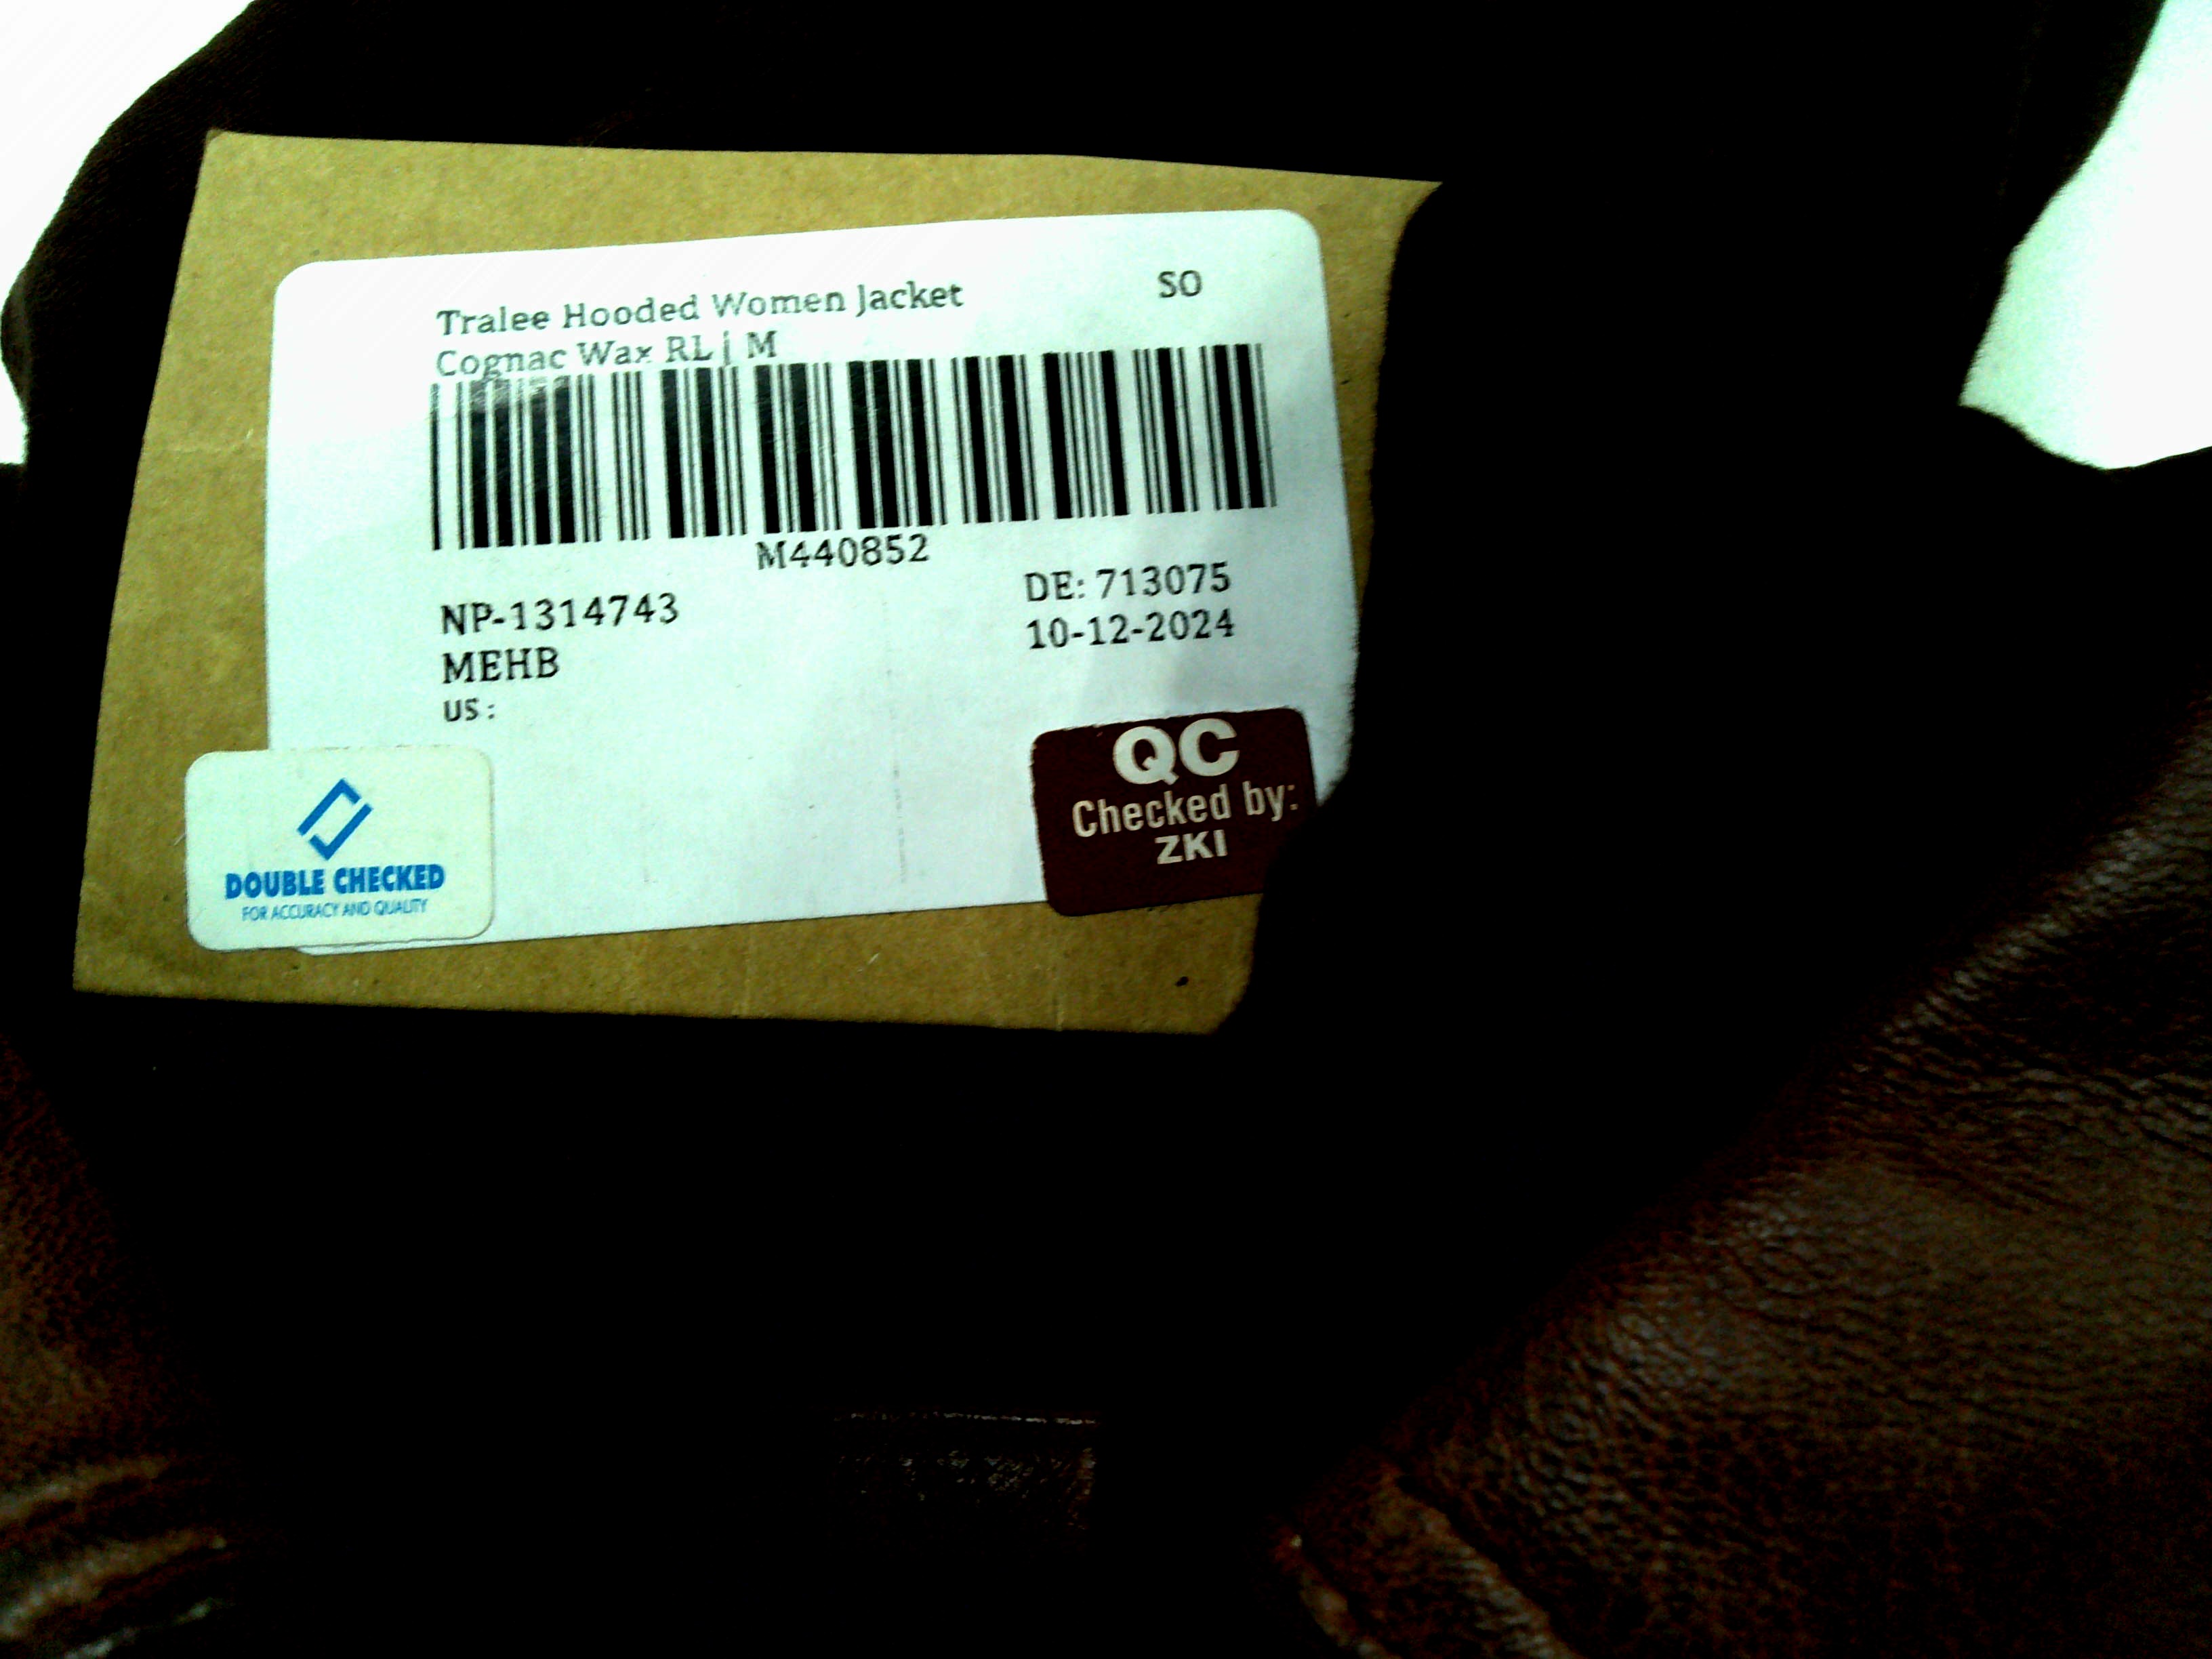 Tralee Hooded Women Jacket
SO
Cognac Wax RL | M
M440852
NP-1314743
DE: 713075
MEHB
10-12-2024
US :
QC
Checked by:
ZKI
DOUBLE CHECKED
FOR ACCURACY AND QUALITY